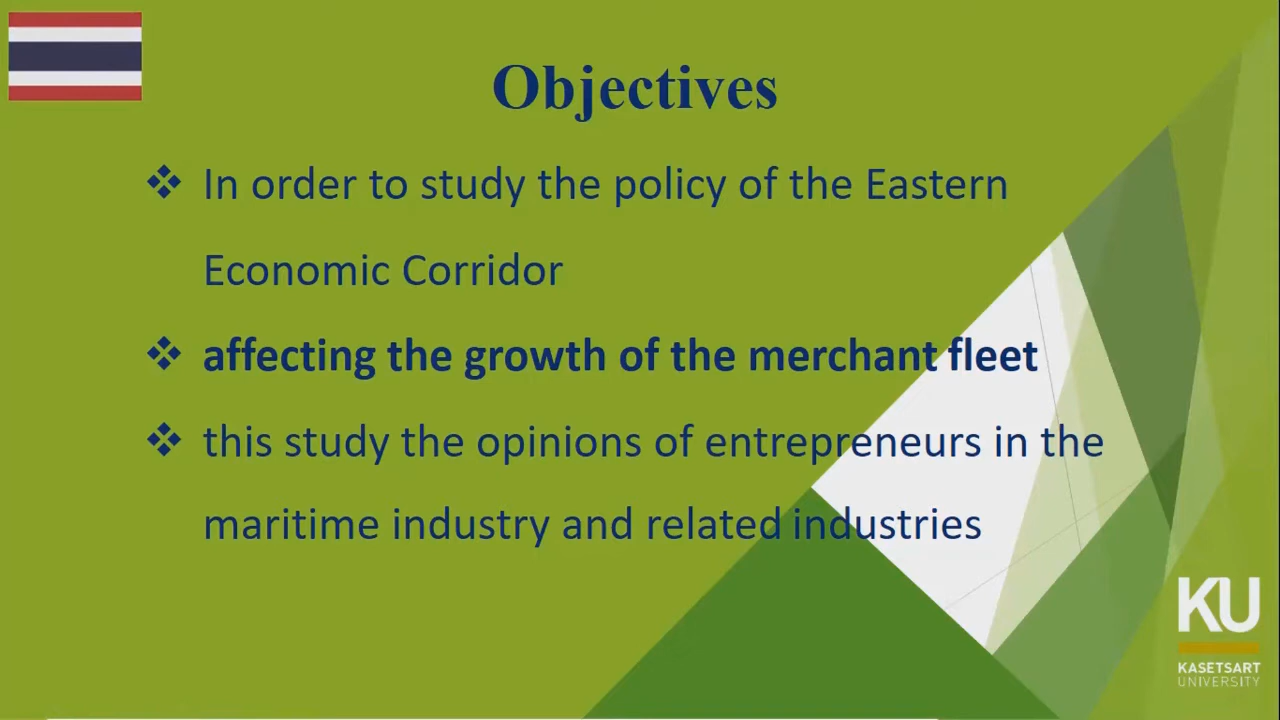 Objectives
❖ In order to study the policy of the Eastern
Economic Corridor
❖ affecting the growth of the merchant fleet
❖ this study the opinions of entrepreneurs in the
maritime industry and related industries
KU
KASETSART
UNIVERSITY